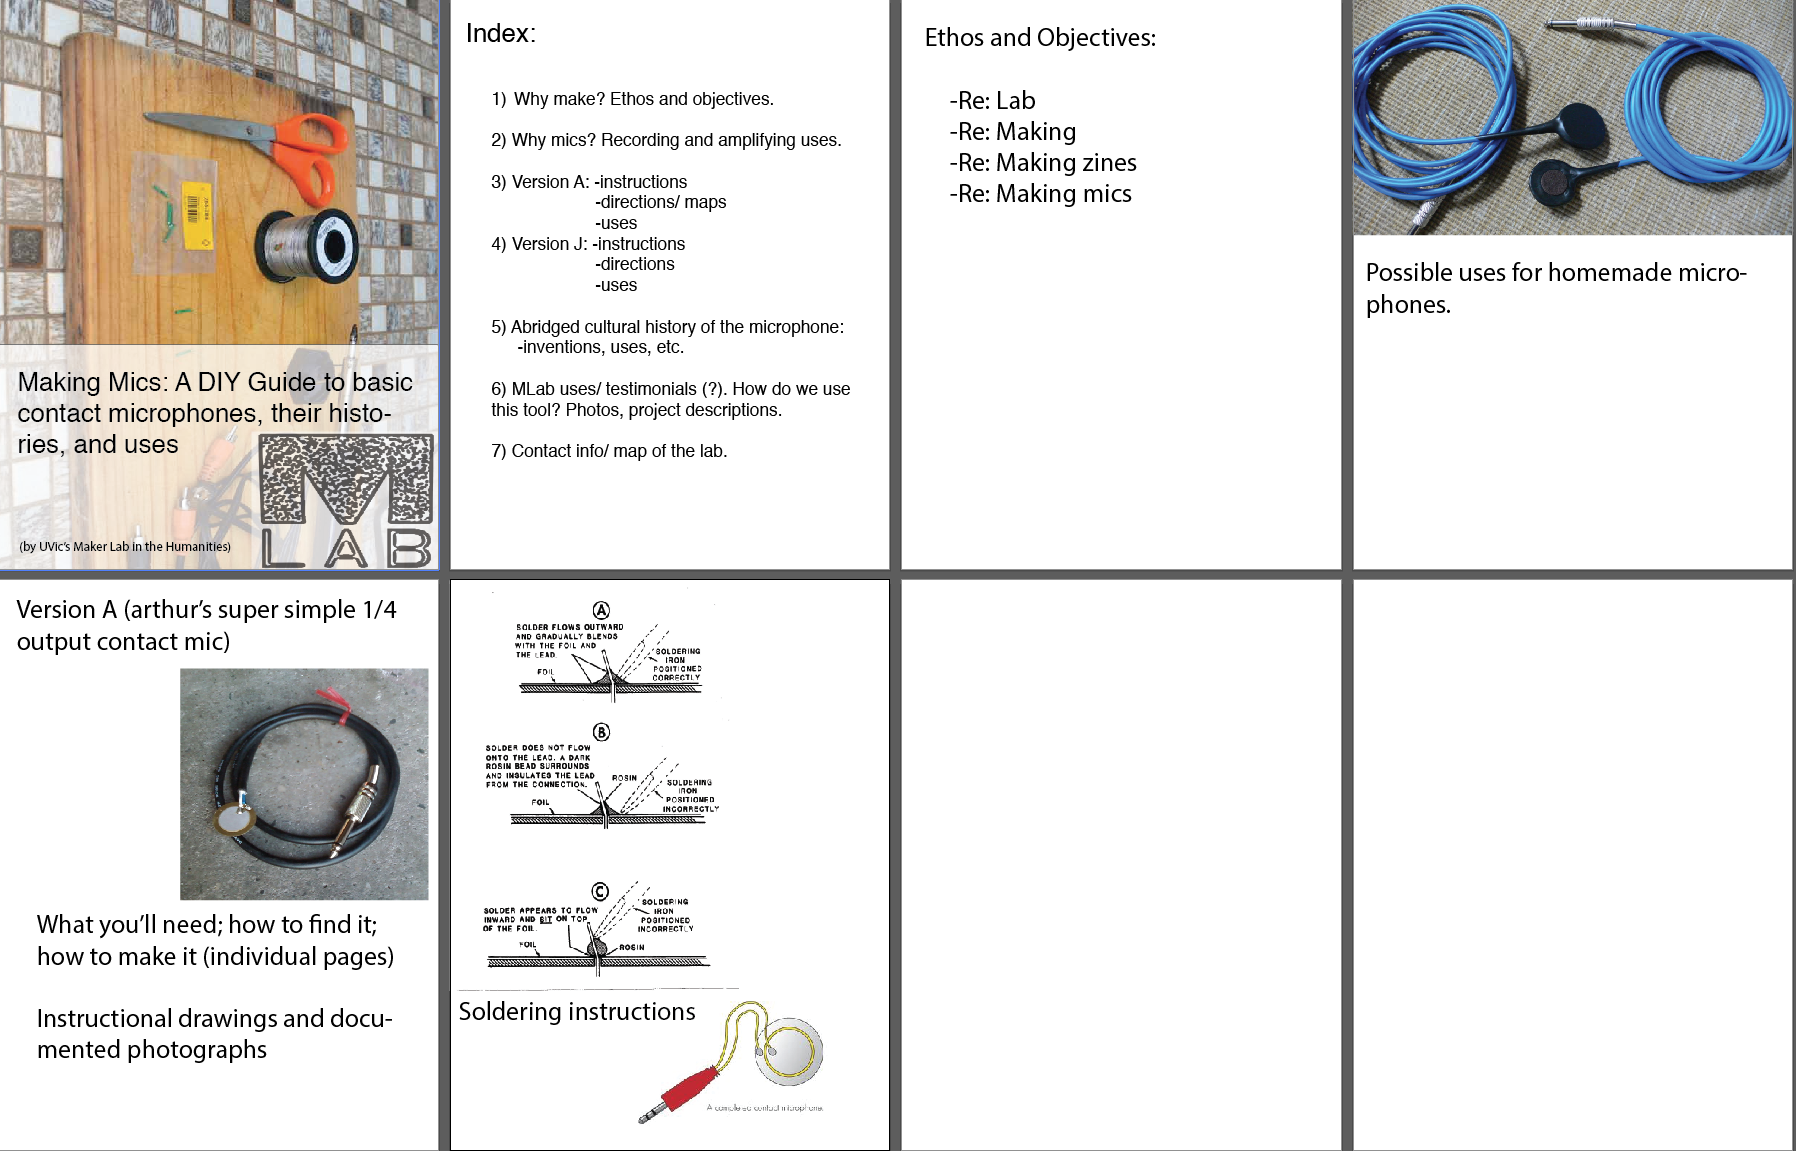 Making Mics: A DIY Guide to basic
contact microphones, their histo-
ries, and uses
M
LAB
(by UVic's Maker Lab in the Humanities)
Index:
1) Why make? Ethos and objectives.
2) Why mics? Recording and amplifying uses.
3) Version A: -instructions
-directions/ maps
-uses
4) Version J: -instructions
-directions
-uses
5) Abridged cultural history of the microphone:
-inventions, uses, etc.
6) MLab uses/ testimonials (?). How do we use
this tool? Photos, project descriptions.
7) Contact info/ map of the lab.
Ethos and Objectives:
-Re: Lab
-Re: Making
-Re: Making zines
-Re: Making mics
Possible uses for homemade micro-
phones.
Version A (arthur's super simple 1/4
output contact mic)
What you'll need; how to find it;
how to make it (individual pages)
Instructional drawings and docu-
mented photographs
A
SOLDER FLOWS OUTWARD
AND GRADUALLY BLENDS
WITH THE FOIL AND
THE LEAD.
FOIL
SOLDERING
IRON
POSITIONED
CORRECTLY
B
SOLDER DOES NOT FLOW
ONTO THE LEAD. A DARK
ROSIN BEAD SURROUNDS
AND INSULATES THE LEAD
FROM THE CONNECTION.
ROSIN
FOIL
SOLDERING
IRON
POSITIONED
INCORRECTLY
C
SOLDER APPEARS TO FLOW
INWARD AND SIT ON TOP
OF THE FOIL.
FOIL
ROSIN
SOLDERING
IRON
POSITIONED
INCORRECTLY
Soldering instructions
A completed contact microphone.